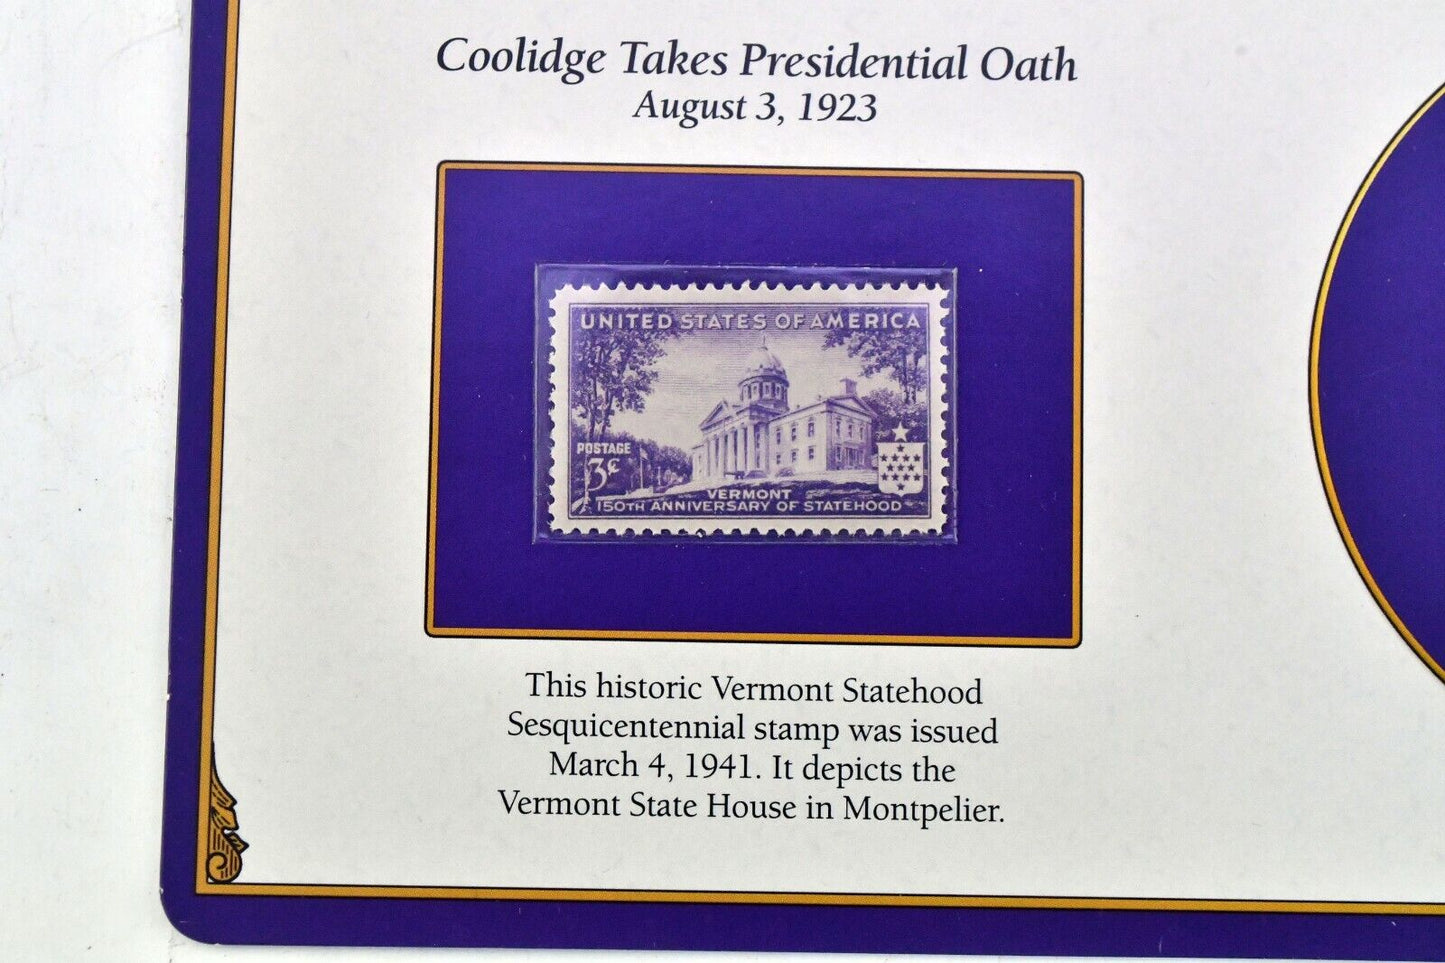 Coolidge Takes Presidential Oath
August 3, 1923
UNITED STATES OF AMERICA
POSTAGE
3¢
VERMONT
150TH ANNIVERSARY OF STATEHOOD
This historic Vermont Statehood
Sesquicentennial stamp was issued
March 4, 1941. It depicts the
Vermont State House in Montpelier.